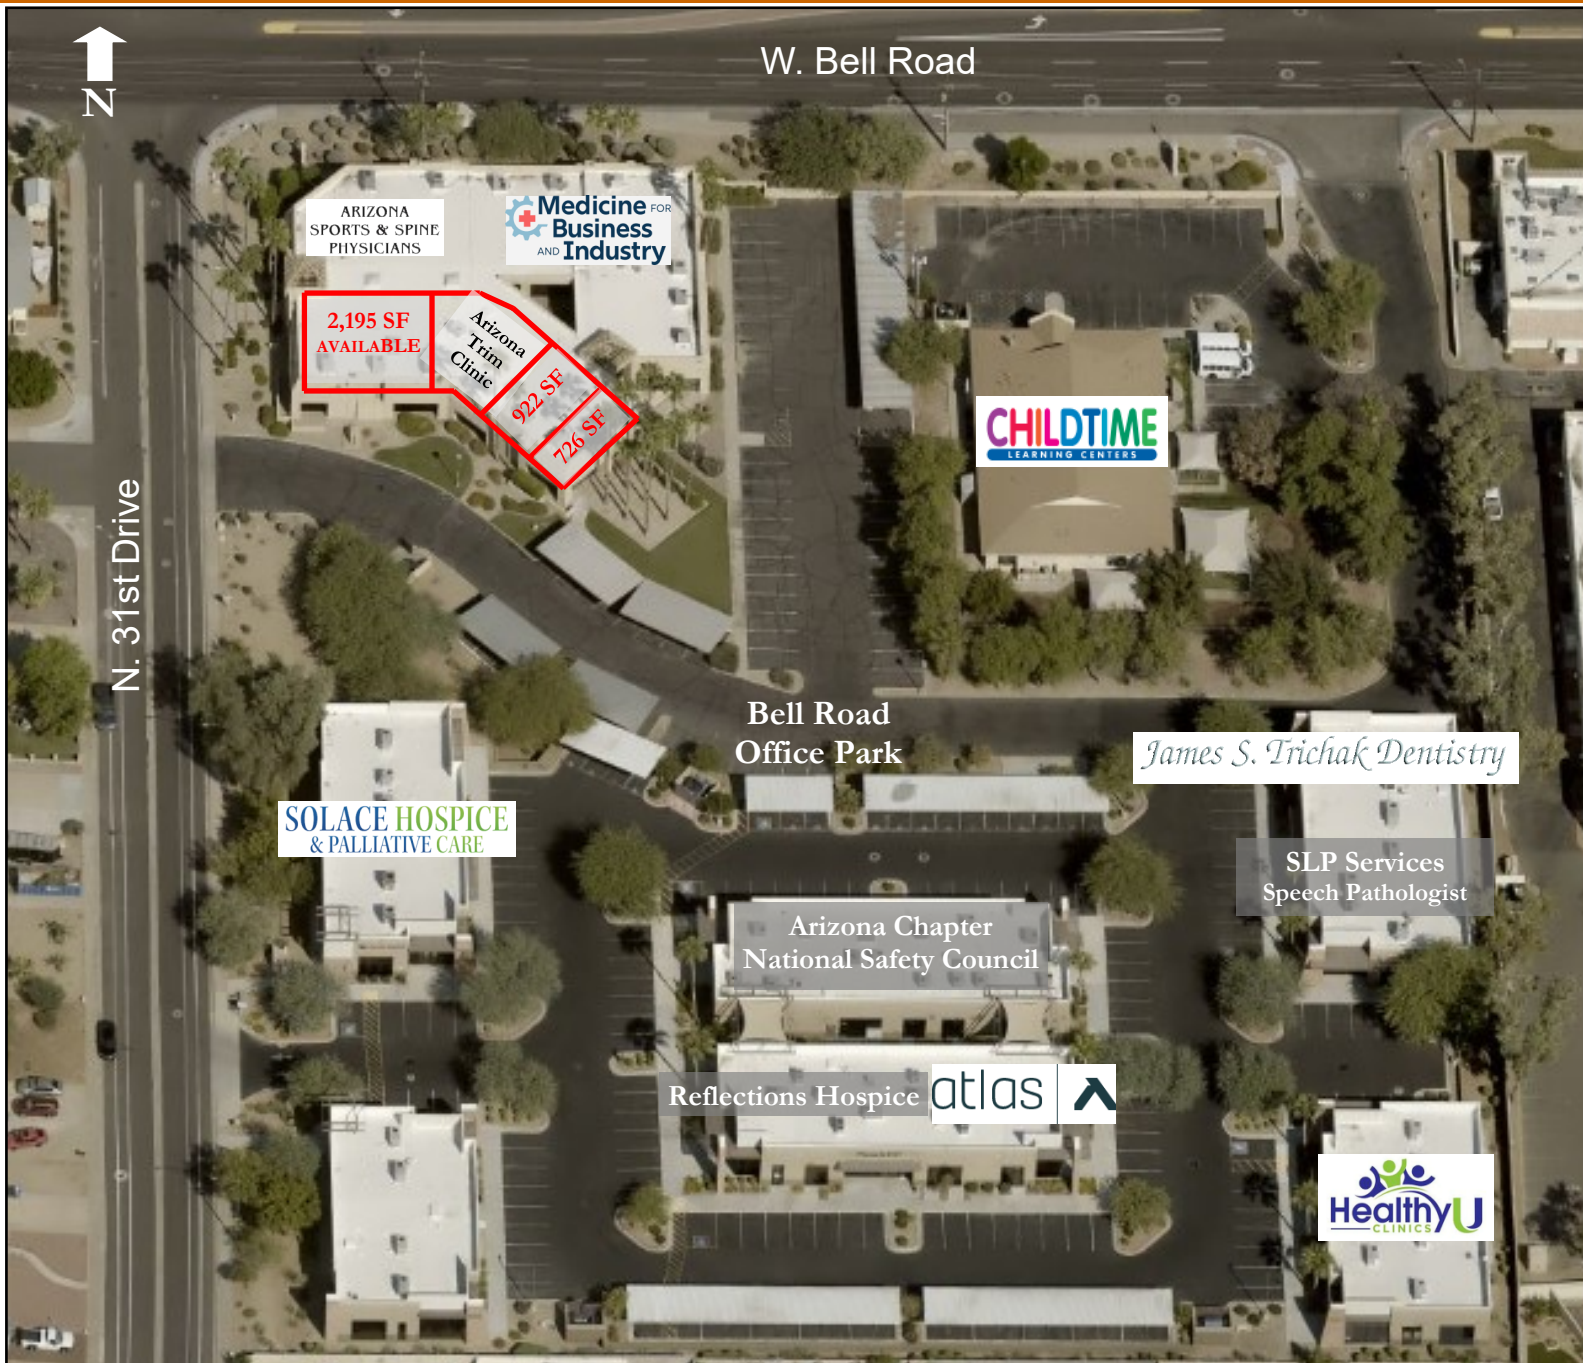 W. Bell Road
N
ARIZONA
SPORTS & SPINE
PHYSICIANS
Medicine FOR
Business
AND Industry
2,195 SF
AVAILABLE
Arizona
Trim
Clinic
922 SF
726 SF
CHILDTIME
LEARNING CENTERS
N. 31st Drive
Bell Road
Office Park
James S. Trichak Dentistry
SOLACE HOSPICE
& PALLIATIVE CARE
SLP Services
Speech Pathologist
Arizona Chapter
National Safety Council
Reflections Hospice
atlas
HealthyU
CLINICS